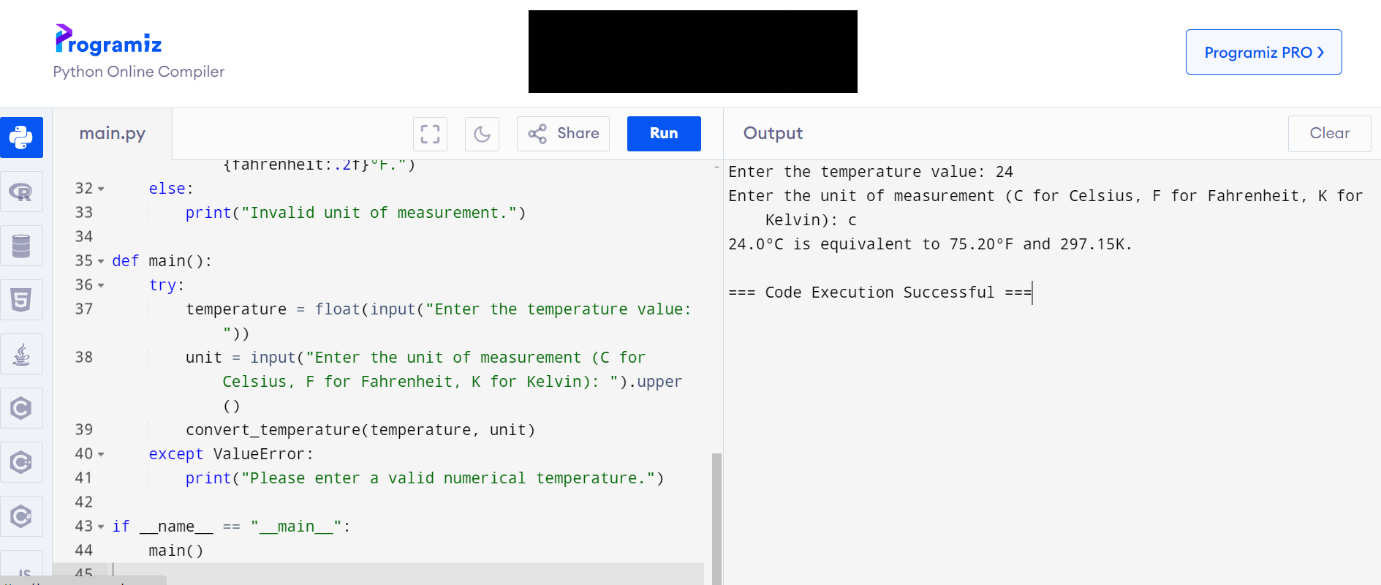 Programiz
Python Online Compiler
Programiz PRO >
main.py
Share
Run
Output
Clear
{fahrenheit:.2f}°F.")
32 else:
33 print("Invalid unit of measurement.")
34
35 def main():
36 try:
37 temperature = float(input("Enter the temperature value:
"))
38 unit = input("Enter the unit of measurement (C for
Celsius, F for Fahrenheit, K for Kelvin): ").upper
()
39 convert_temperature(temperature, unit)
40 except ValueError:
41 print("Please enter a valid numerical temperature.")
42
43 if __name__ == "__main__":
44 main()
45
Enter the temperature value: 24
Enter the unit of measurement (C for Celsius, F for Fahrenheit, K for
Kelvin): c
24.0°C is equivalent to 75.20°F and 297.15K.
=== Code Execution Successful ===